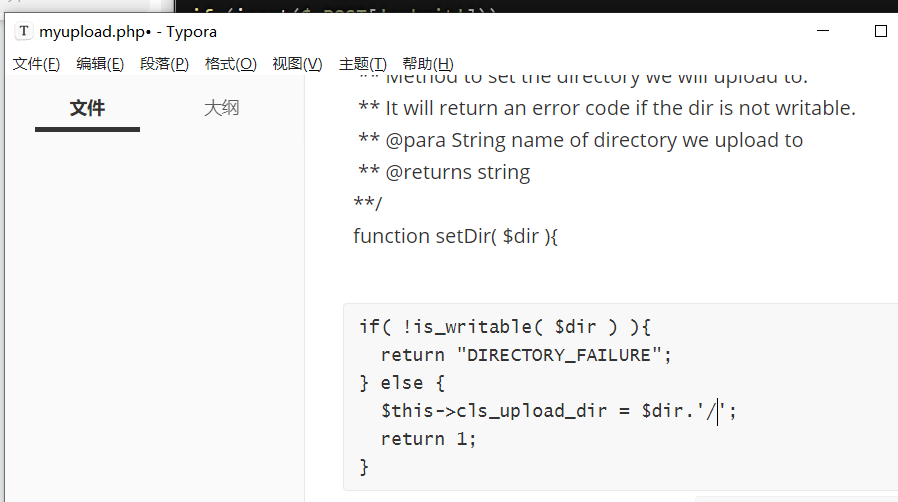 myupload.php• - Typora
文件(F) 编辑(E) 段落(P) 格式(O) 视图(V) 主题(T) 帮助(H)
文件 大纲
** Method to set the directory we will upload to.
** It will return an error code if the dir is not writable.
** @para String name of directory we upload to
** @returns string
**/
function setDir( $dir ){
if( !is_writable( $dir ) ){
return "DIRECTORY_FAILURE";
} else {
$this->cls_upload_dir = $dir.'/';
return 1;
}